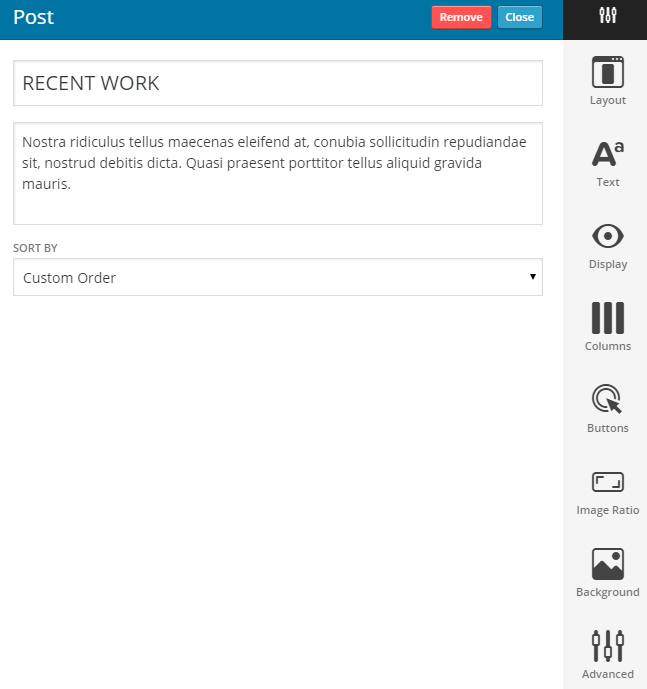 Post
Remove
Close
RECENT WORK
Nostra ridiculus tellus maecenas eleifend at, conubia sollicitudin repudiandae
sit, nostrud debitis dicta. Quasi praesent porttitor tellus aliquid gravida
mauris.
SORT BY
Custom Order
Layout
Aa
Text
Display
Columns
Buttons
Image Ratio
Background
Advanced